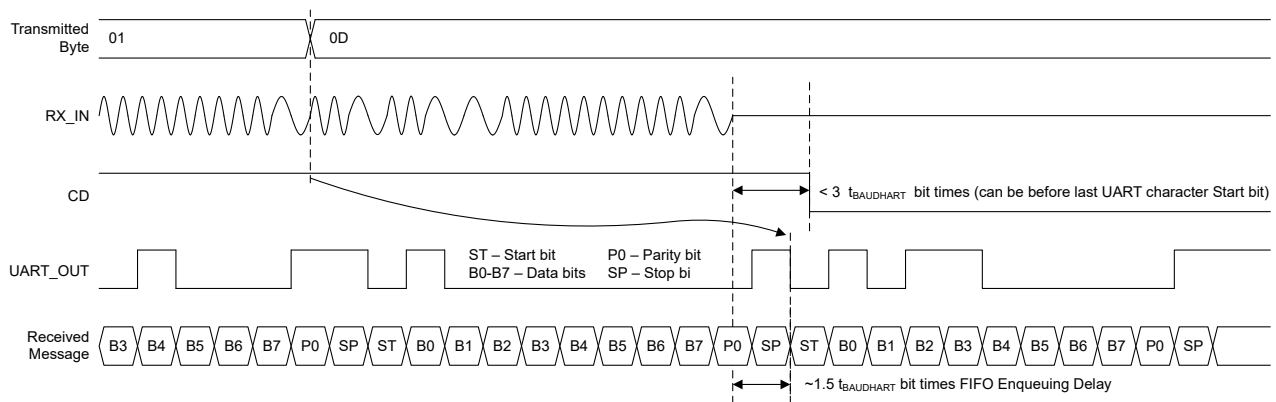 Transmitted Byte 01 0D
RX_IN
CD < 3 tBAUDHART bit times (can be before last UART character Start bit)
ST – Start bit P0 – Parity bit
UART_OUT B0-B7 – Data bits SP – Stop bi
Received Message B3 B4 B5 B6 B7 P0 SP ST B0 B1 B2 B3 B4 B5 B6 B7 P0 SP ST B0 B1 B2 B3 B4 B5 B6 B7 P0 SP
~1.5 tBAUDHART bit times FIFO Enqueuing Delay